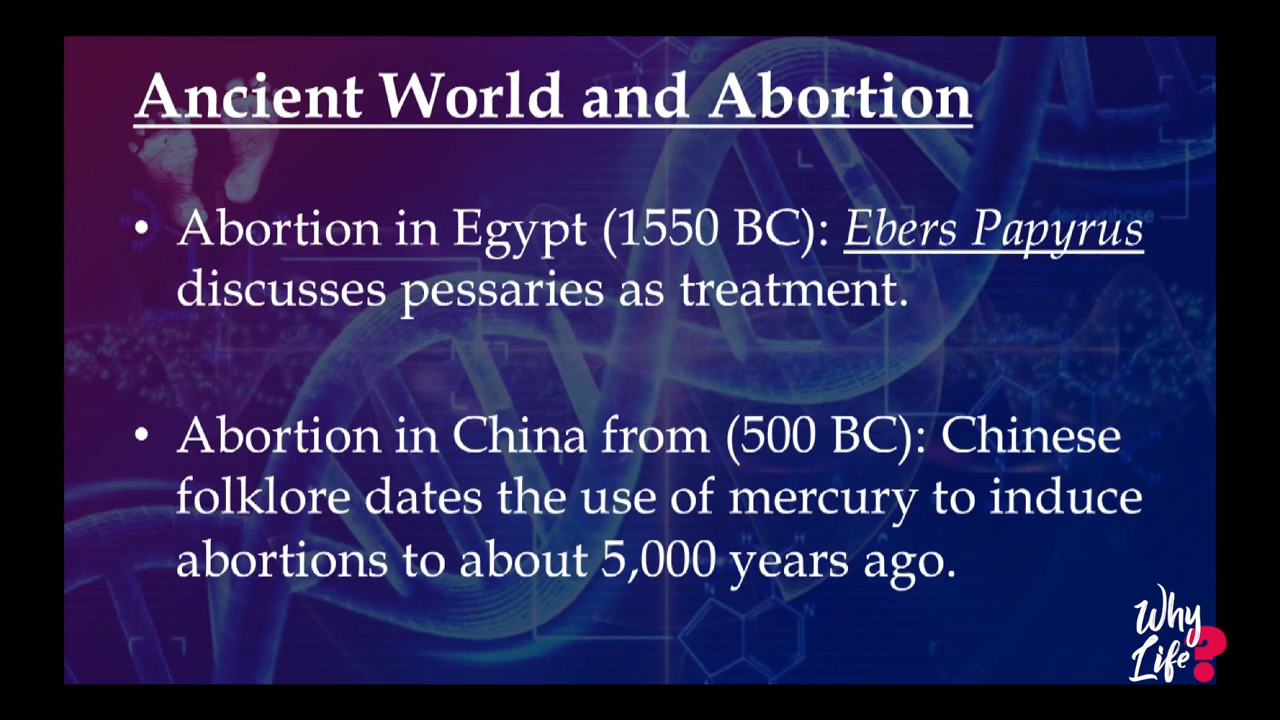 Ancient World and Abortion
• Abortion in Egypt (1550 BC): Ebers Papyrus
discusses pessaries as treatment.
• Abortion in China from (500 BC): Chinese
folklore dates the use of mercury to induce
abortions to about 5,000 years ago.
Why
Life?